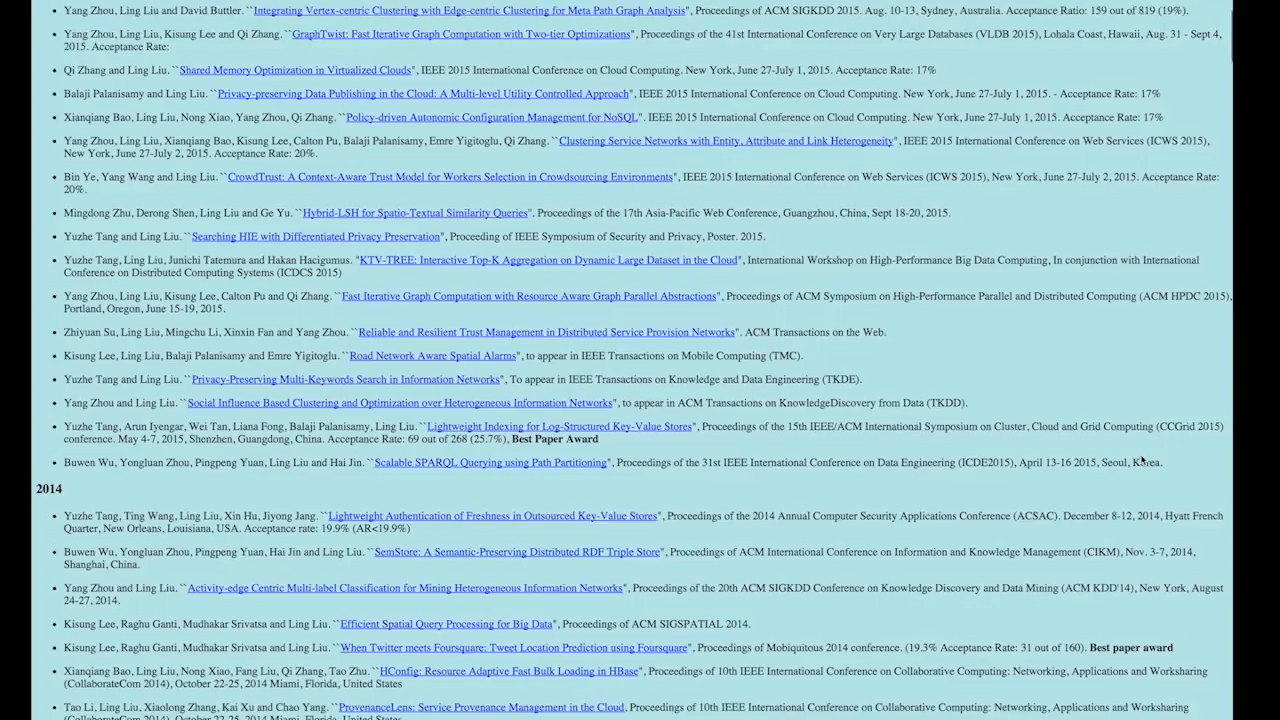 Yang Zhou, Ling Liu and David Buttler. ``Integrating Vertex-centric Clustering with Edge-centric Clustering for Meta Path Graph Analysis", Proceedings of ACM SIGKDD 2015. Aug. 10-13, Sydney, Australia. Acceptance Ratio: 159 out of 819 (19%).
Yang Zhou, Ling Liu, Kisung Lee and Qi Zhang. ``GraphTwist: Fast Iterative Graph Computation with Two-tier Optimizations", Proceedings of the 41st International Conference on Very Large Databases (VLDB 2015), Lohala Coast, Hawaii, Aug. 31 - Sept 4,
2015. Acceptance Rate:
Qi Zhang and Ling Liu. ``Shared Memory Optimization in Virtualized Clouds", IEEE 2015 International Conference on Cloud Computing. New York, June 27-July 1, 2015. Acceptance Rate: 17%
Balaji Palanisamy and Ling Liu. ``Privacy-preserving Data Publishing in the Cloud: A Multi-level Utility Controlled Approach", IEEE 2015 International Conference on Cloud Computing. New York, June 27-July 1, 2015. - Acceptance Rate: 17%
Xianqiang Bao, Ling Liu, Nong Xiao, Yang Zhou, Qi Zhang. ``Policy-driven Autonomic Configuration Management for NoSQL". IEEE 2015 International Conference on Cloud Computing. New York, June 27-July 1, 2015. Acceptance Rate: 17%
Yang Zhou, Ling Liu, Xianqiang Bao, Kisung Lee, Calton Pu, Balaji Palanisamy, Emre Yigitoglu, Qi Zhang. ``Clustering Service Networks with Entity, Attribute and Link Heterogeneity", IEEE 2015 International Conference on Web Services (ICWS 2015),
New York, June 27-July 2, 2015. Acceptance Rate: 20%.
Bin Ye, Yang Wang and Ling Liu. ``CrowdTrust: A Context-Aware Trust Model for Workers Selection in Crowdsourcing Environments", IEEE 2015 International Conference on Web Services (ICWS 2015), New York, June 27-July 2, 2015. Acceptance Rate:
20%.
Mingdong Zhu, Derong Shen, Ling Liu and Ge Yu. ``Hybrid-LSH for Spatio-Textual Similarity Queries". Proceedings of the 17th Asia-Pacific Web Conference, Guangzhou, China, Sept 18-20, 2015.
Yuzhe Tang and Ling Liu. ``Searching HIE with Differentiated Privacy Preservation", Proceeding of IEEE Symposium of Security and Privacy, Poster. 2015.
Yuzhe Tang, Ling Liu, Junichi Tatemura and Hakan Hacigumus. "KTV-TREE: Interactive Top-K Aggregation on Dynamic Large Dataset in the Cloud", International Workshop on High-Performance Big Data Computing, In conjunction with International
Conference on Distributed Computing Systems (ICDCS 2015)
Yang Zhou, Ling Liu, Kisung Lee, Calton Pu and Qi Zhang. ``Fast Iterative Graph Computation with Resource Aware Graph Parallel Abstractions", Proceedings of ACM Symposium on High-Performance Parallel and Distributed Computing (ACM HPDC 2015),
Portland, Oregon, June 15-19, 2015.
Zhiyuan Su, Ling Liu, Mingchu Li, Xinxin Fan and Yang Zhou. ``Reliable and Resilient Trust Management in Distributed Service Provision Networks". ACM Transactions on the Web.
Kisung Lee, Ling Liu, Balaji Palanisamy and Emre Yigitoglu. ``Road Network Aware Spatial Alarms", to appear in IEEE Transactions on Mobile Computing (TMC).
Yuzhe Tang and Ling Liu. ``Privacy-Preserving Multi-Keywords Search in Information Networks", To appear in IEEE Transactions on Knowledge and Data Engineering (TKDE).
Yang Zhou and Ling Liu. ``Social Influence Based Clustering and Optimization over Heterogeneous Information Networks", to appear in ACM Transactions on KnowledgeDiscovery from Data (TKDD).
Yuzhe Tang, Arun Iyengar, Wei Tan, Liana Fong, Balaji Palanisamy, Ling Liu. ``Lightweight Indexing for Log-Structured Key-Value Stores", Proceedings of the 15th IEEE/ACM International Symposium on Cluster, Cloud and Grid Computing (CCGrid 2015)
conference. May 4-7, 2015, Shenzhen, Guangdong, China. Acceptance Rate: 69 out of 268 (25.7%), Best Paper Award
Buwen Wu, Yongluan Zhou, Pingpeng Yuan, Ling Liu and Hai Jin. ``Scalable SPARQL Querying using Path Partitioning", Proceedings of the 31st IEEE International Conference on Data Engineering (ICDE2015), April 13-16 2015, Seoul, Korea.
2014
Yuzhe Tang, Ting Wang, Ling Liu, Xin Hu, Jiyong Jang. ``Lightweight Authentication of Freshness in Outsourced Key-Value Stores", Proceedings of the 2014 Annual Computer Security Applications Conference (ACSAC). December 8-12, 2014, Hyatt French
Quarter, New Orleans, Louisiana, USA. Acceptance rate: 19.9% (AR<19.9%)
Buwen Wu, Yongluan Zhou, Pingpeng Yuan, Hai Jin and Ling Liu. ``SemStore: A Semantic-Preserving Distributed RDF Triple Store", Proceedings of ACM International Conference on Information and Knowledge Management (CIKM), Nov. 3-7, 2014,
Shanghai, China.
Yang Zhou and Ling Liu. ``Activity-edge Centric Multi-label Classification for Mining Heterogeneous Information Networks", Proceedings of the 20th ACM SIGKDD Conference on Knowledge Discovery and Data Mining (ACM KDD'14), New York, August
24-27, 2014.
Kisung Lee, Raghu Ganti, Mudhakar Srivatsa and Ling Liu. ``Efficient Spatial Query Processing for Big Data", Proceedings of ACM SIGSPATIAL 2014.
Kisung Lee, Raghu Ganti, Mudhakar Srivatsa and Ling Liu. ``When Twitter meets Foursquare: Tweet Location Prediction using Foursquare", Proceedings of Mobiquitous 2014 conference. (19.3% Acceptance Rate: 31 out of 160). Best paper award
Xianqiang Bao, Ling Liu, Nong Xiao, Fang Liu, Qi Zhang, Tao Zhu. ``HConfig: Resource Adaptive Fast Bulk Loading in HBase", Proceedings of 10th IEEE International Conference on Collaborative Computing: Networking, Applications and Worksharing
(CollaborateCom 2014), October 22-25, 2014 Miami, Florida, United States
Tao Li, Ling Liu, Xiaolong Zhang, Kai Xu and Chao Yang. ``ProvenanceLens: Service Provenance Management in the Cloud, Proceedings of 10th IEEE International Conference on Collaborative Computing: Networking, Applications and Worksharing
(CollaborateCom 2014), October 22-25, 2014 Miami, Florida, United States